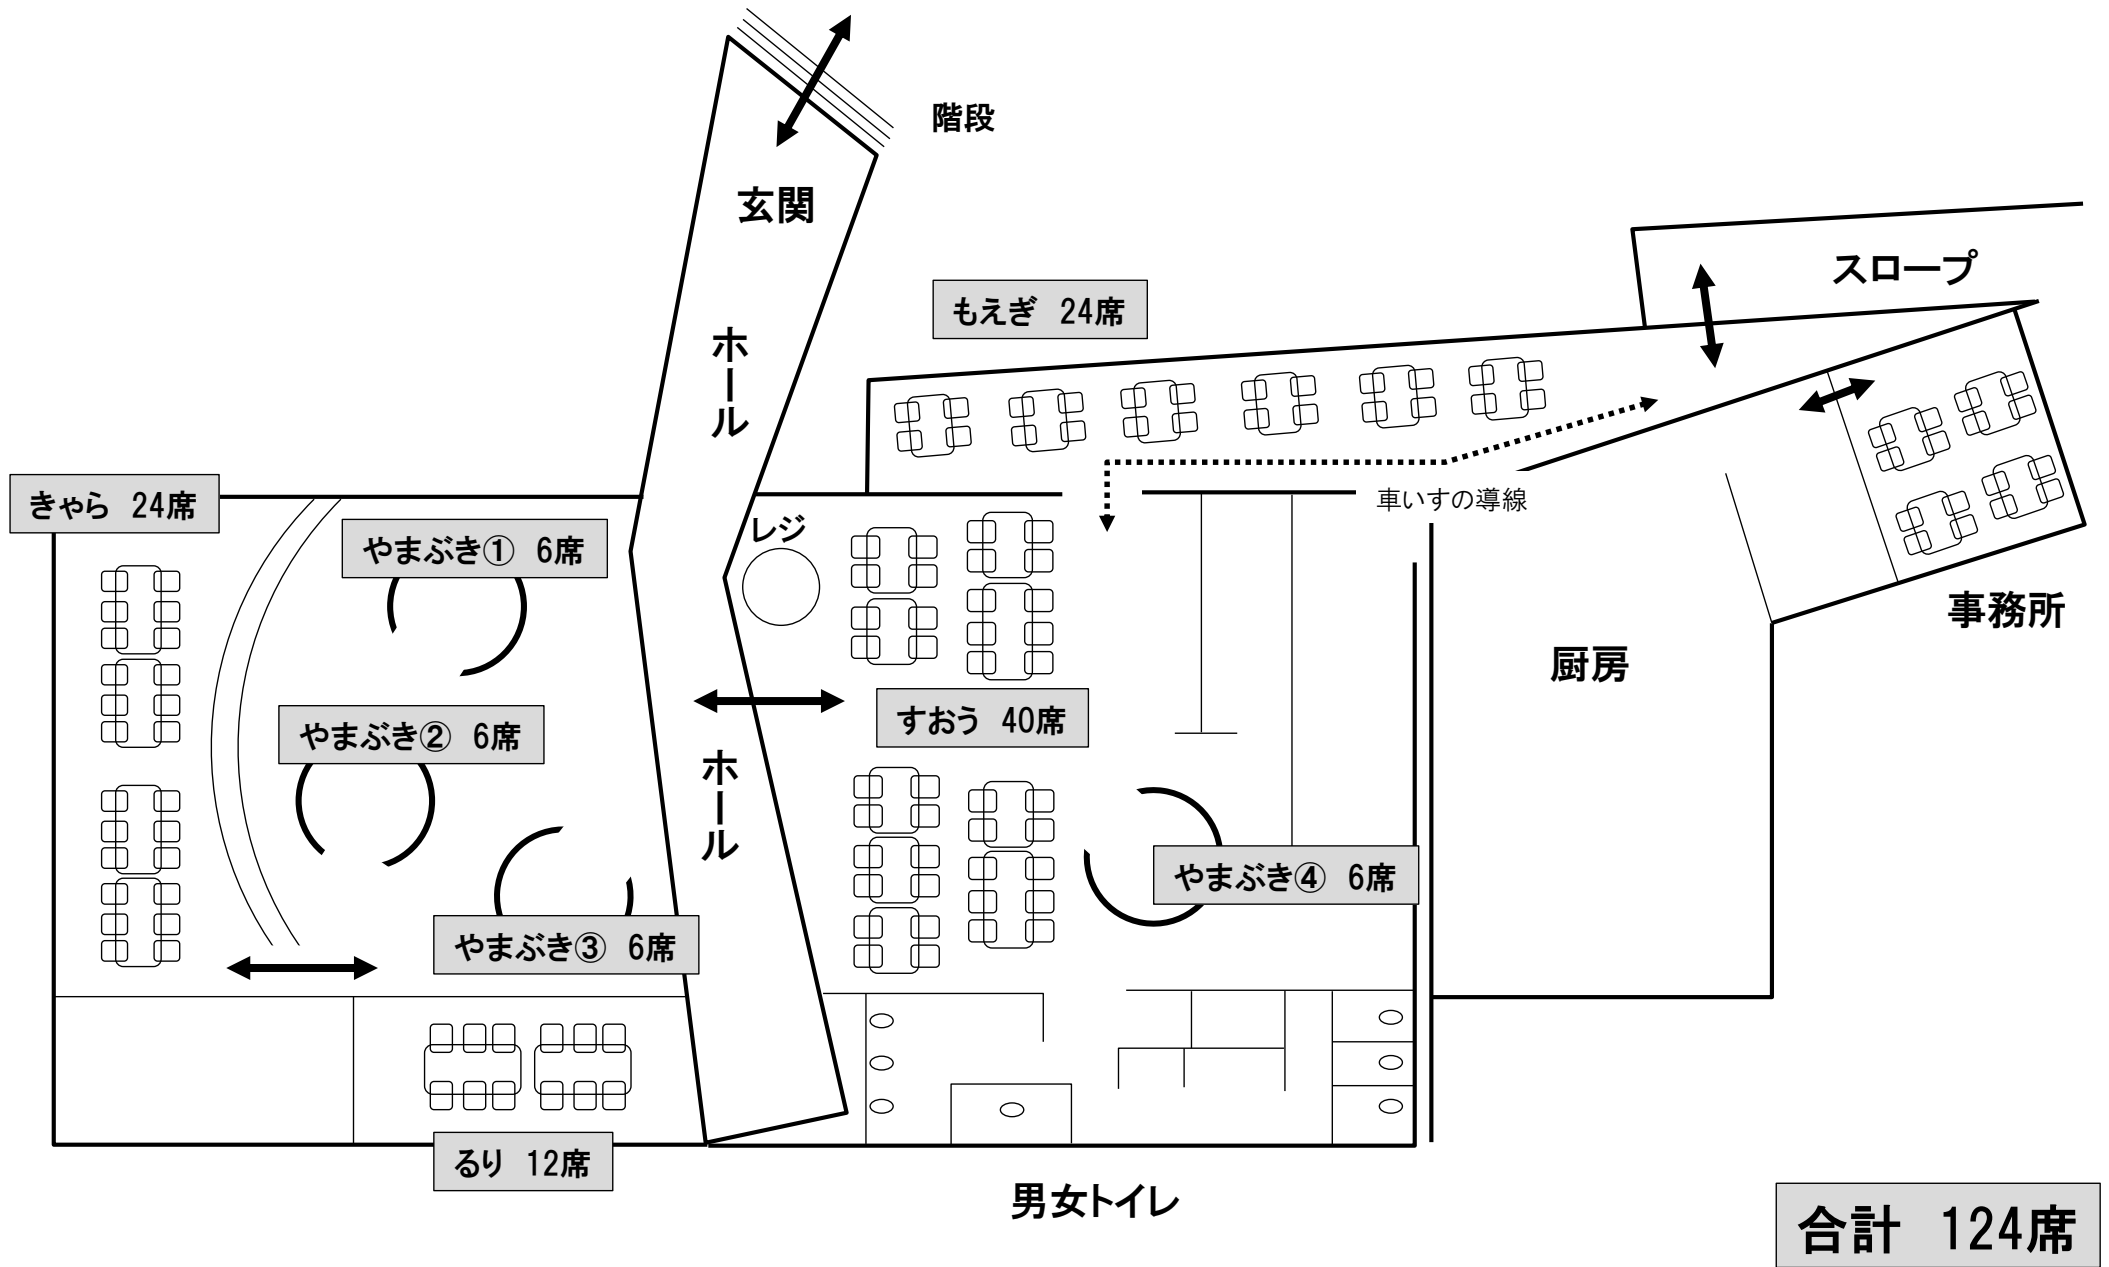 階段
玄関
スロープ
もえぎ 24席
ホール
きゃら 24席
車いすの導線
レジ
やまぶき① 6席
事務所
厨房
すおう 40席
やまぶき② 6席
ホール
やまぶき④ 6席
やまぶき③ 6席
るり 12席
男女トイレ
合計 124席